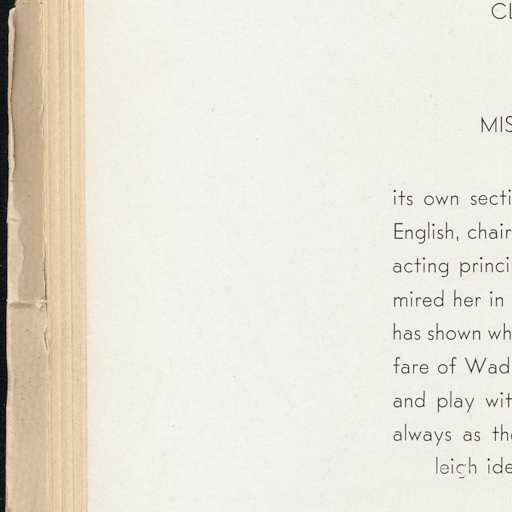 CL
MIS
its own secti
English, chair
acting princi
mired her in
has shown wh
fare of Wad
and play wit
always as the
leigh ide